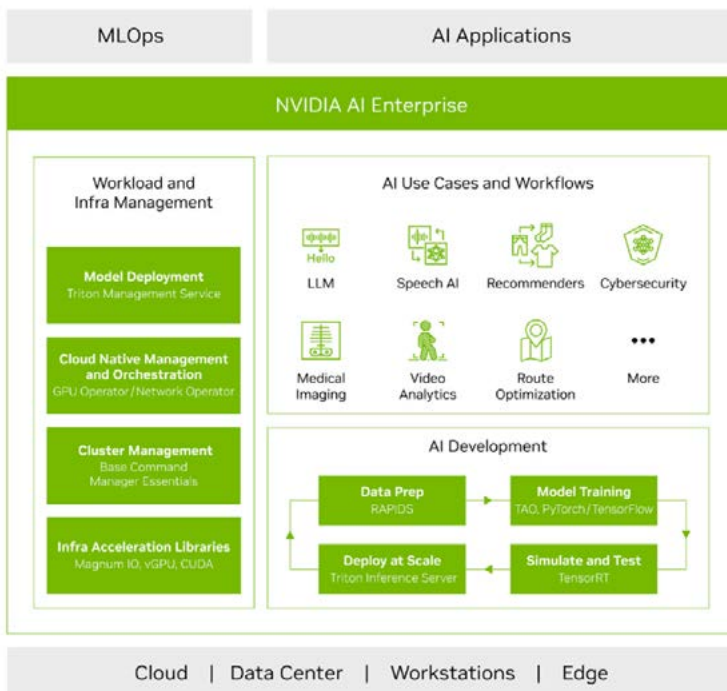 MLOps
AI Applications
NVIDIA AI Enterprise
Workload and
Infra Management
Model Deployment
Triton Management Service
Cloud Native Management
and Orchestration
GPU Operator/Network Operator
Cluster Management
Base Command
Manager Essentials
Infra Acceleration Libraries
Magnum IO, vGPU, CUDA
AI Use Cases and Workflows
Hello
LLM
Speech AI
Recommenders
Cybersecurity
Medical
Imaging
Video
Analytics
Route
Optimization
More
AI Development
Data Prep
RAPIDS
Model Training
TAO, PyTorch/TensorFlow
Deploy at Scale
Triton Inference Server
Simulate and Test
TensorRT
Cloud | Data Center | Workstations | Edge